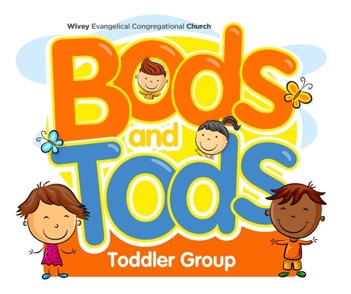 Wivey Evangelical Congregational Church
Bods
and
Tods
Toddler Group